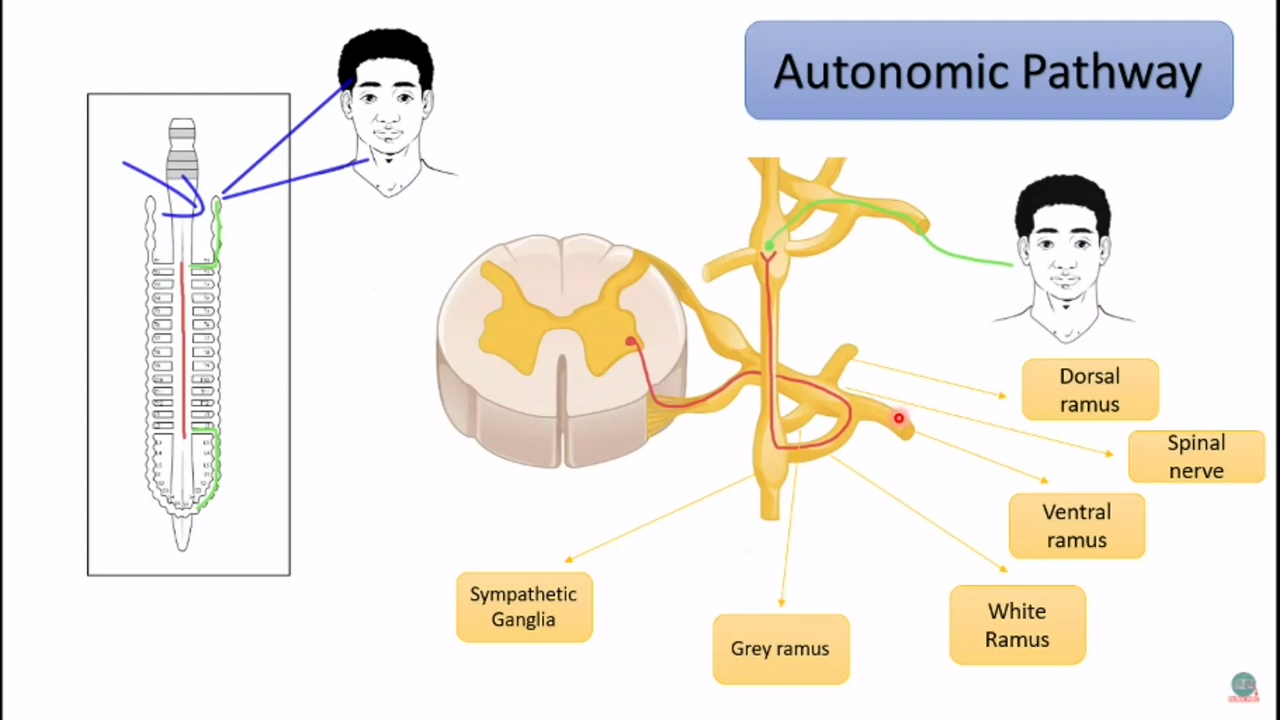 Autonomic Pathway
Dorsal
ramus
Spinal
nerve
Ventral
ramus
Sympathetic
Ganglia
White
Ramus
Grey ramus